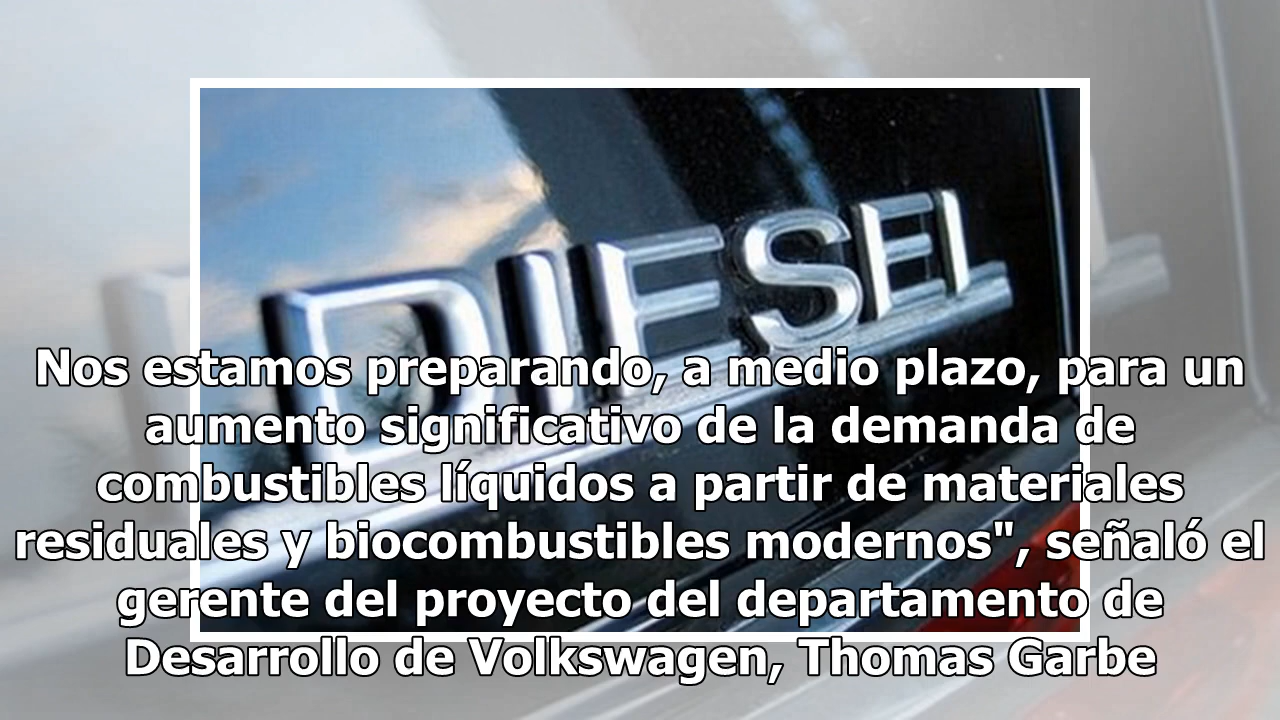 DIESEL
Nos estamos preparando, a medio plazo, para un
aumento significativo de la demanda de
combustibles líquidos a partir de materiales
residuales y biocombustibles modernos", señaló el
gerente del proyecto del departamento de
Desarrollo de Volkswagen, Thomas Garbe